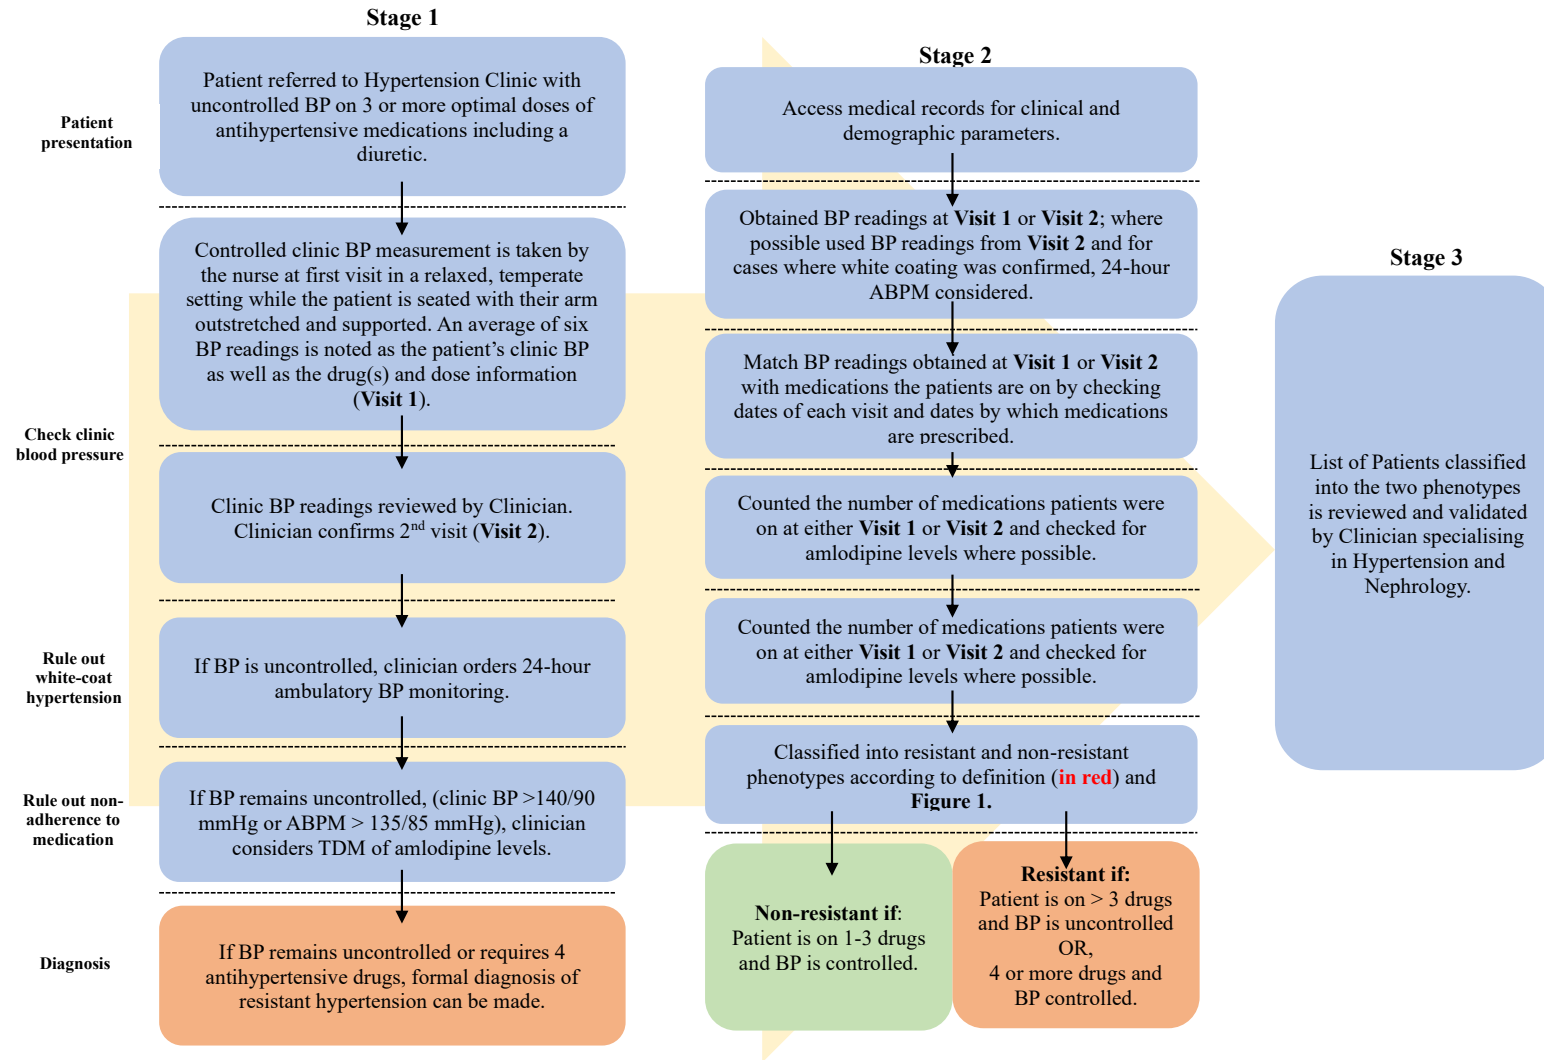 Stage 1
Patient referred to Hypertension Clinic with
uncontrolled BP on 3 or more optimal doses of
antihypertensive medications including a
diuretic.
Patient
presentation
Controlled clinic BP measurement is taken by
the nurse at first visit in a relaxed, temperate
setting while the patient is seated with their arm
outstretched and supported. An average of six
BP readings is noted as the patient's clinic BP
as well as the drug(s) and dose information
(Visit 1).
Check clinic
blood pressure
Clinic BP readings reviewed by Clinician.
Clinician confirms 2nd visit (Visit 2).
Rule out
white-coat
hypertension
If BP is uncontrolled, clinician orders 24-hour
ambulatory BP monitoring.
Rule out non-
adherence to
medication
If BP remains uncontrolled, (clinic BP >140/90
mmHg or ABPM > 135/85 mmHg), clinician
considers TDM of amlodipine levels.
Diagnosis
If BP remains uncontrolled or requires 4
antihypertensive drugs, formal diagnosis of
resistant hypertension can be made.
Stage 2
Access medical records for clinical and
demographic parameters.
Obtained BP readings at Visit 1 or Visit 2; where
possible used BP readings from Visit 2 and for
cases where white coating was confirmed, 24-hour
ABPM considered.
Match BP readings obtained at Visit 1 or Visit 2
with medications the patients are on by checking
dates of each visit and dates by which medications
are prescribed.
Counted the number of medications patients were
on at either Visit 1 or Visit 2 and checked for
amlodipine levels where possible.
Counted the number of medications patients were
on at either Visit 1 or Visit 2 and checked for
amlodipine levels where possible.
Classified into resistant and non-resistant
phenotypes according to definition (in red) and
Figure 1.
Non-resistant if:
Patient is on 1-3 drugs
and BP is controlled.
Resistant if:
Patient is on > 3 drugs
and BP is uncontrolled
OR,
4 or more drugs and
BP controlled.
Stage 3
List of Patients classified
into the two phenotypes
is reviewed and validated
by Clinician specialising
in Hypertension and
Nephrology.